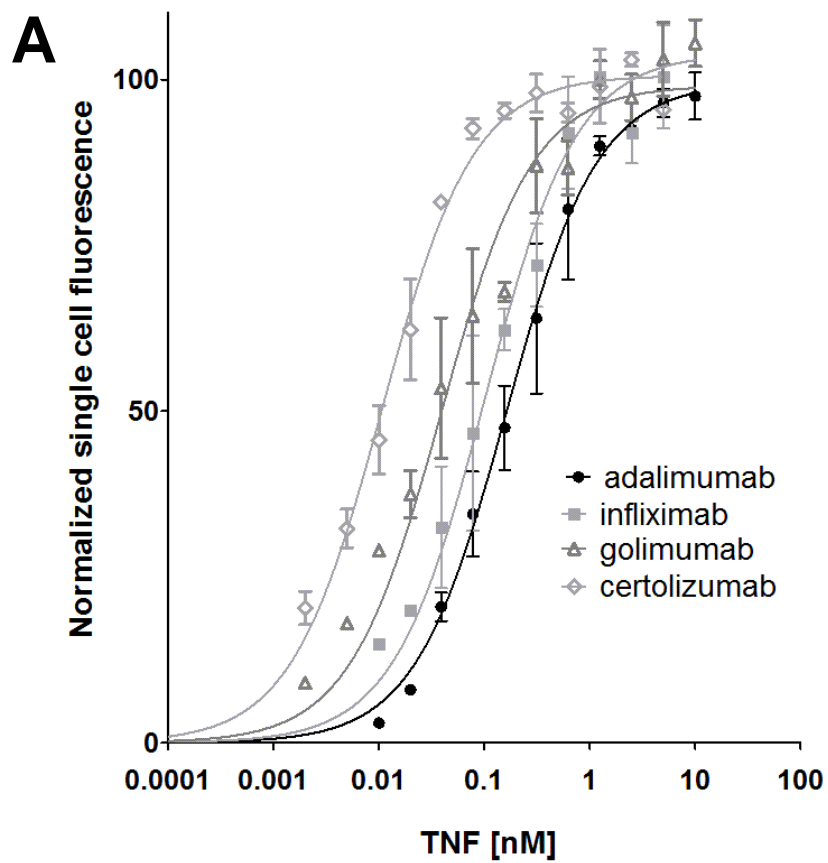 A
Normalized single cell fluorescence
100
50
0
adalimumab
infliximab
golimumab
certolizumab
0.0001 0.001 0.01 0.1 1 10 100
TNF [nM]